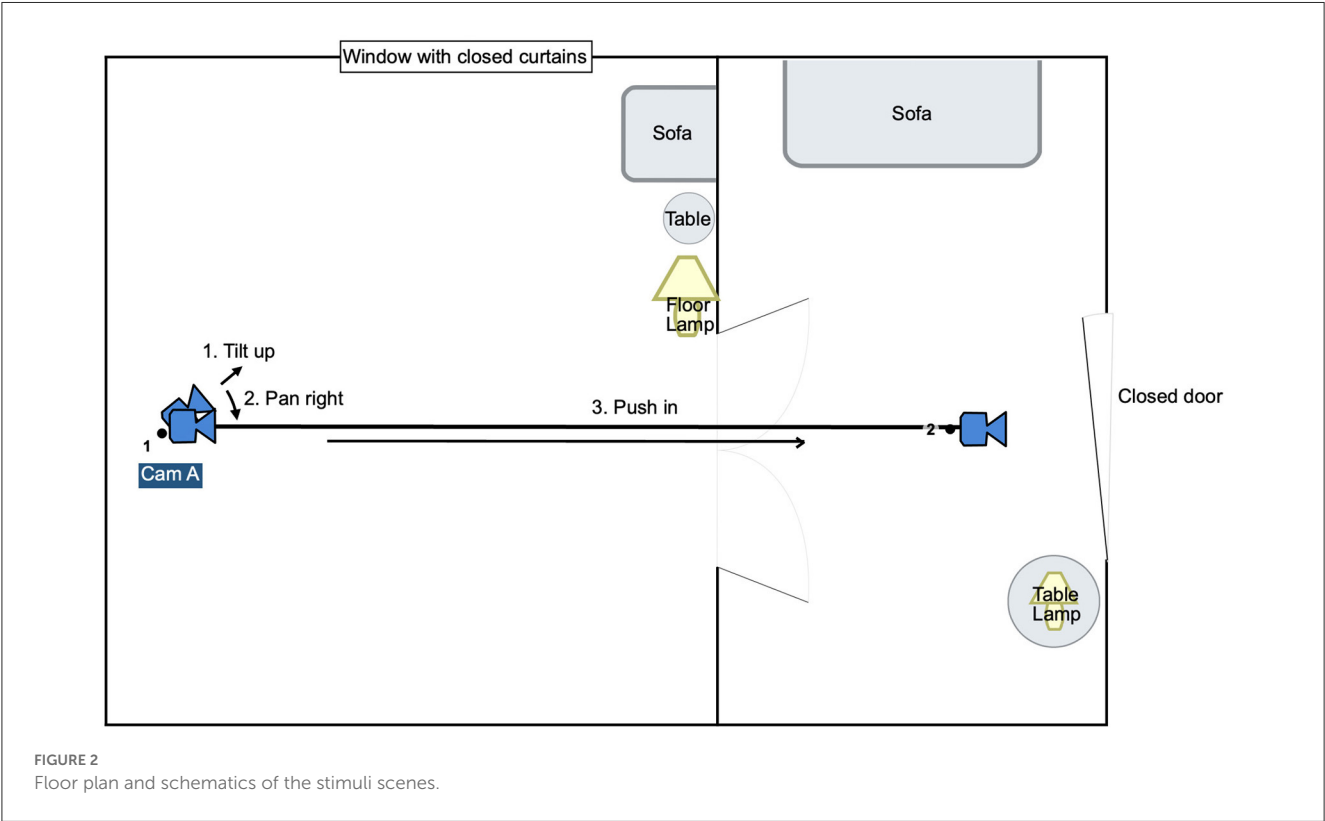 Window with closed curtains
Sofa
Sofa
Table
Floor
Lamp
1. Tilt up
2. Pan right
3. Push in
Closed door
1
2
Cam A
Table
Lamp
FIGURE 2
Floor plan and schematics of the stimuli scenes.